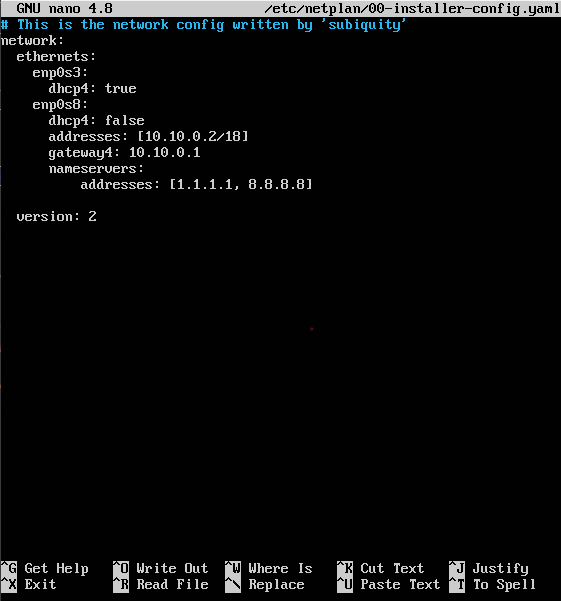 GNU nano 4.8 /etc/netplan/00-installer-config.yaml
# This is the network config written by 'subiquity'
network:
  ethernets:
    enp0s3:
      dhcp4: true
    enp0s8:
      dhcp4: false
      addresses: [10.10.0.2/18]
      gateway4: 10.10.0.1
      nameservers:
          addresses: [1.1.1.1, 8.8.8.8]
  version: 2
^G Get Help ^O Write Out ^W Where Is ^K Cut Text ^J Justify
^X Exit ^R Read File ^\ Replace ^U Paste Text ^T To Spell